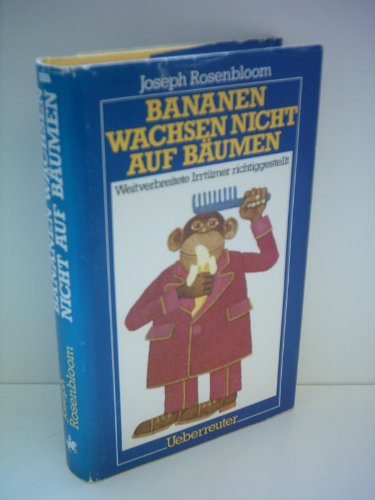 Joseph Rosenbloom
BANANEN
WACHSEN NICHT
AUF BÄUMEN
Weitverbreitete Irrtümer richtiggestellt
Ueberreuter
BANANEN WACHSEN
NICHT AUF BÄUMEN
Joseph
Rosenbloom